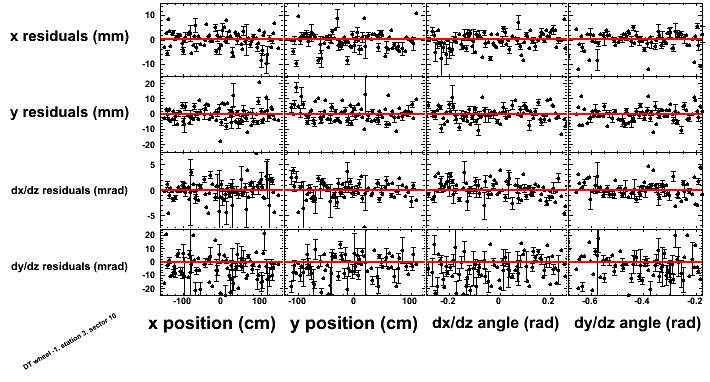 x residuals (mm)
10
0
-10
y residuals (mm)
20
10
0
-10
-20
dx/dz residuals (mrad)
5
0
-5
dy/dz residuals (mrad)
20
10
0
-10
-20
-100 0 100 -100 0 100 -0.2 0 0.2 -0.6 -0.4 -0.2
x position (cm) y position (cm) dx/dz angle (rad) dy/dz angle (rad)
DT wheel -1, station 3, sector 10